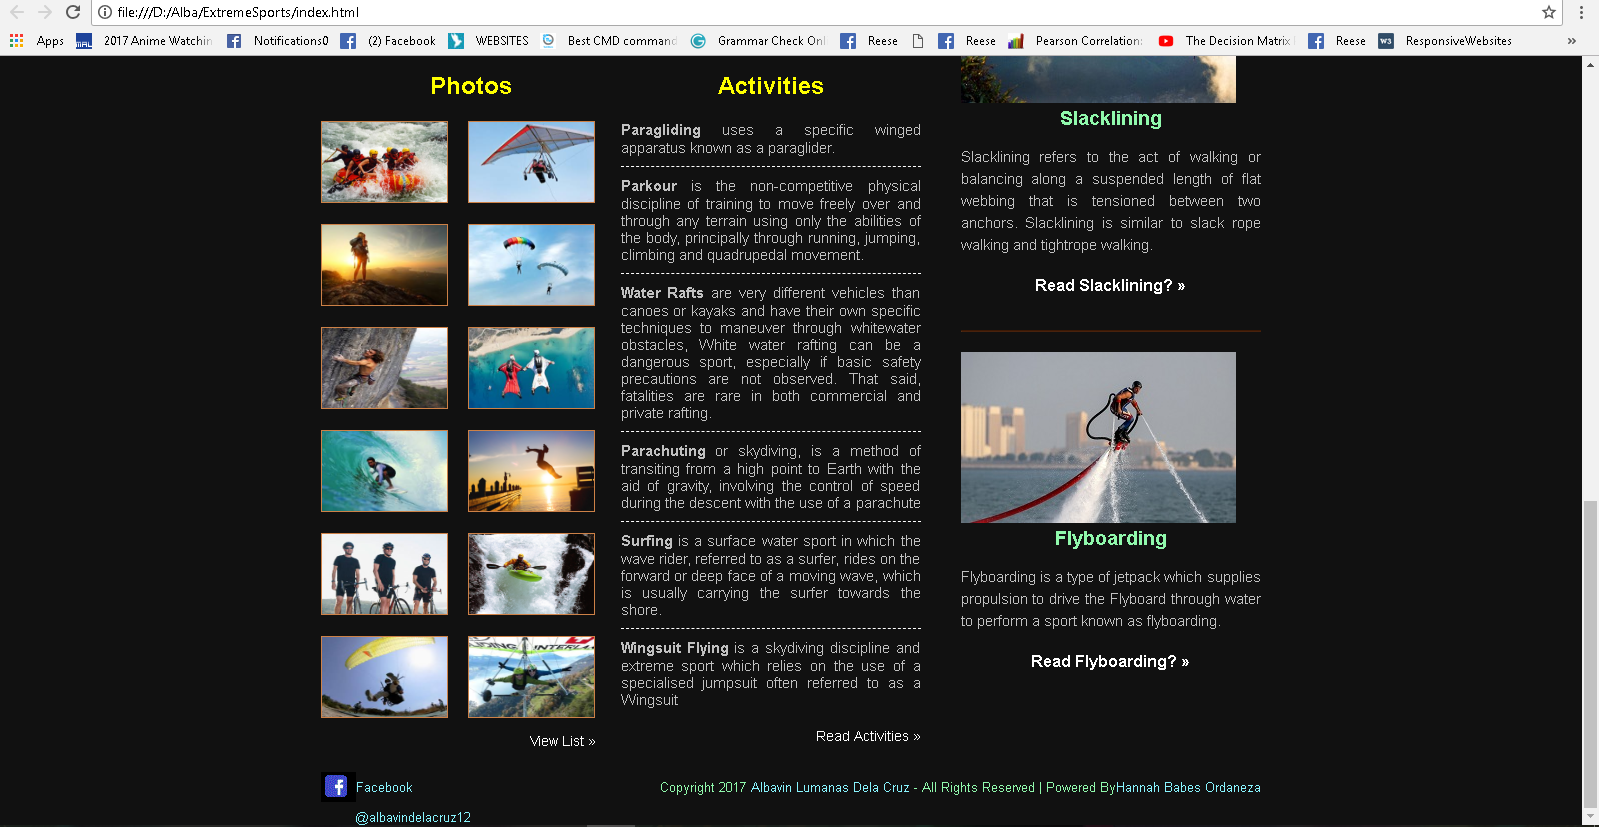 file:///D:/Alba/ExtremeSports/index.html
Apps
2017 Anime Watchin
Notifications0
(2) Facebook
WEBSITES
Best CMD command
Grammar Check Onl
Reese
Reese
Pearson Correlation
The Decision Matrix
Reese
ResponsiveWebsites
»
Photos
View List »
Activities
Paragliding uses a specific winged
apparatus known as a paraglider.
Parkour is the non-competitive physical
discipline of training to move freely over and
through any terrain using only the abilities of
the body, principally through running, jumping,
climbing and quadrupedal movement.
Water Rafts are very different vehicles than
canoes or kayaks and have their own specific
techniques to maneuver through whitewater
obstacles, White water rafting can be a
dangerous sport, especially if basic safety
precautions are not observed. That said,
fatalities are rare in both commercial and
private rafting.
Parachuting or skydiving, is a method of
transiting from a high point to Earth with the
aid of gravity, involving the control of speed
during the descent with the use of a parachute
Surfing is a surface water sport in which the
wave rider, referred to as a surfer, rides on the
forward or deep face of a moving wave, which
is usually carrying the surfer towards the
shore.
Wingsuit Flying is a skydiving discipline and
extreme sport which relies on the use of a
specialised jumpsuit often referred to as a
Wingsuit
Read Activities »
Slacklining
Slacklining refers to the act of walking or
balancing along a suspended length of flat
webbing that is tensioned between two
anchors. Slacklining is similar to slack rope
walking and tightrope walking.
Read Slacklining? »
Flyboarding
Flyboarding is a type of jetpack which supplies
propulsion to drive the Flyboard through water
to perform a sport known as flyboarding.
Read Flyboarding? »
Facebook
Copyright 2017 Albavin Lumanas Dela Cruz - All Rights Reserved | Powered ByHannah Babes Ordaneza
@albavindelacruz12